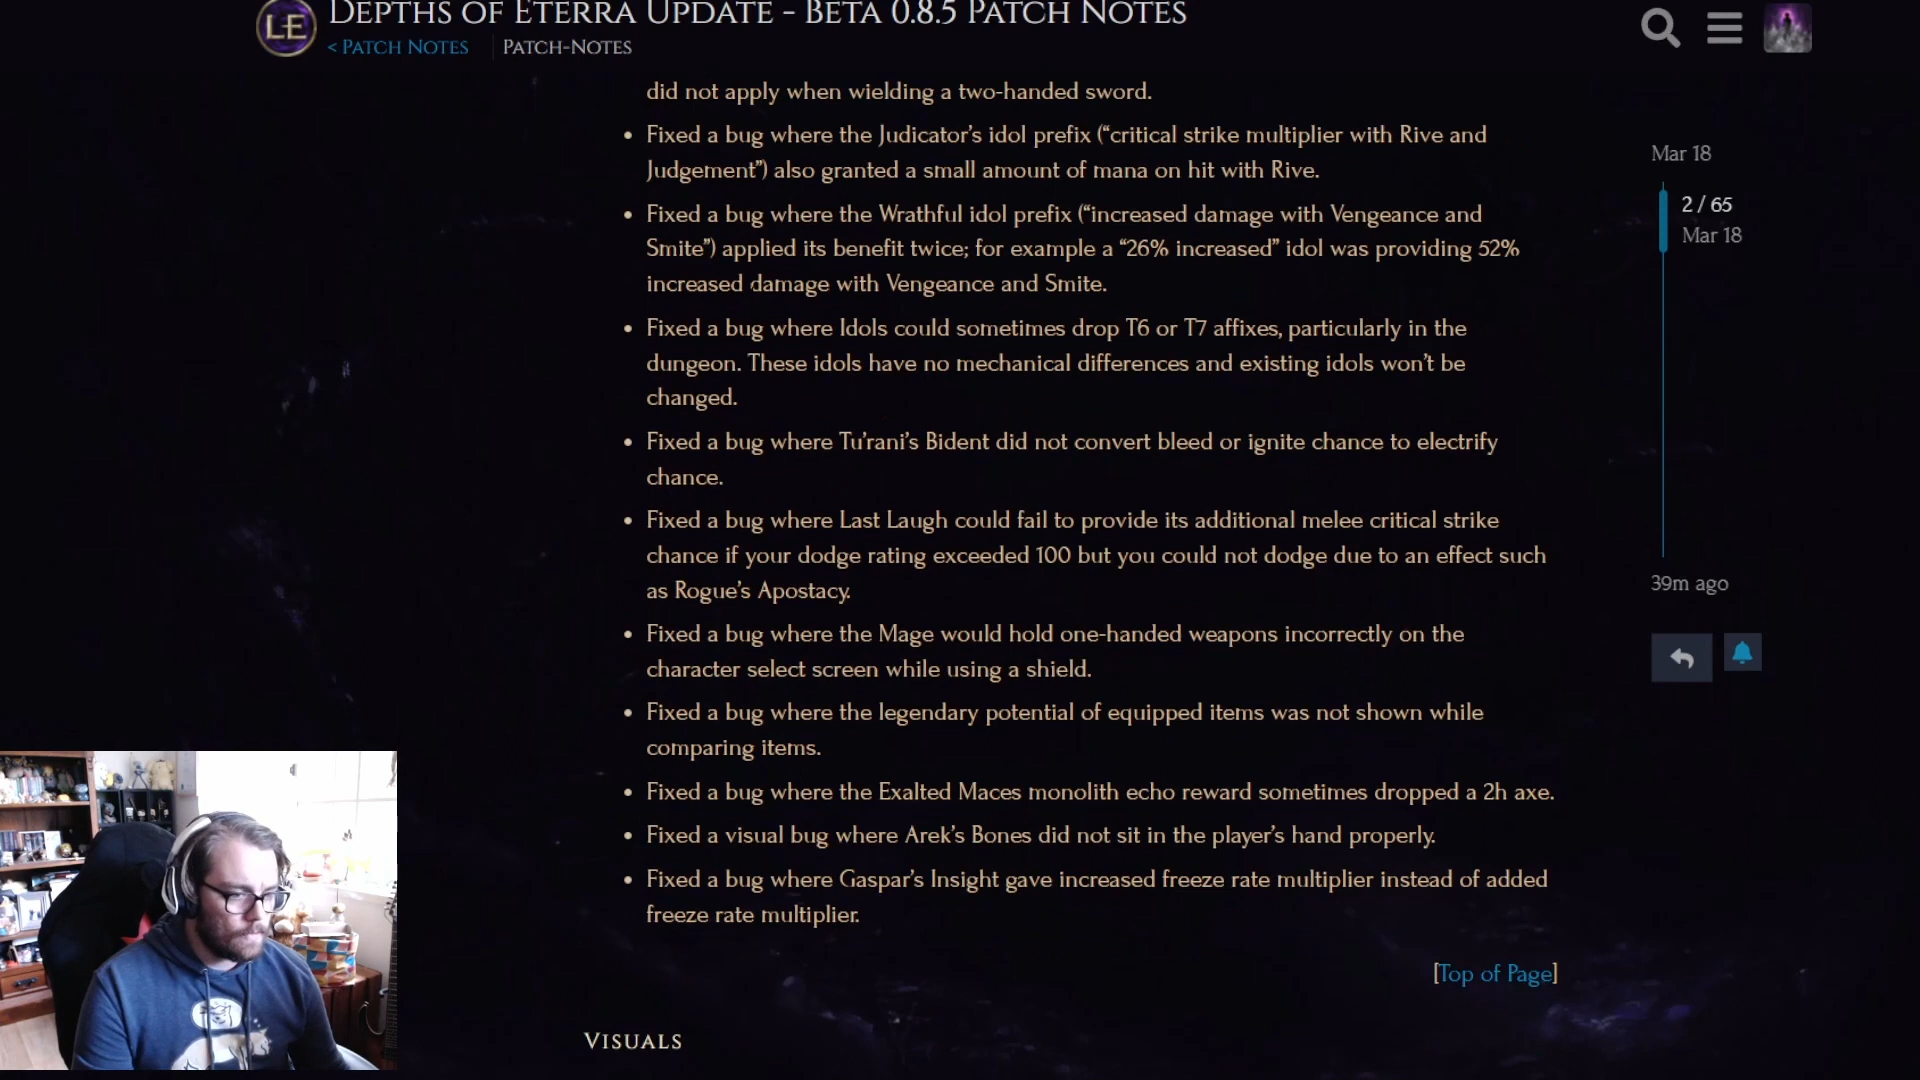 LE
Depths of Eterra Update - Beta 0.8.5 Patch Notes
< Patch Notes
Patch-Notes
did not apply when wielding a two-handed sword.
• Fixed a bug where the Judicator’s idol prefix (“critical strike multiplier with Rive and
Judgement”) also granted a small amount of mana on hit with Rive.
• Fixed a bug where the Wrathful idol prefix (“increased damage with Vengeance and
Smite”) applied its benefit twice; for example a “26% increased” idol was providing 52%
increased damage with Vengeance and Smite.
• Fixed a bug where Idols could sometimes drop T6 or T7 affixes, particularly in the
dungeon. These idols have no mechanical differences and existing idols won’t be
changed.
• Fixed a bug where Tu’rani’s Bident did not convert bleed or ignite chance to electrify
chance.
• Fixed a bug where Last Laugh could fail to provide its additional melee critical strike
chance if your dodge rating exceeded 100 but you could not dodge due to an effect such
as Rogue’s Apostacy.
• Fixed a bug where the Mage would hold one-handed weapons incorrectly on the
character select screen while using a shield.
• Fixed a bug where the legendary potential of equipped items was not shown while
comparing items.
• Fixed a bug where the Exalted Maces monolith echo reward sometimes dropped a 2h axe.
• Fixed a visual bug where Arek’s Bones did not sit in the player’s hand properly.
• Fixed a bug where Gaspar’s Insight gave increased freeze rate multiplier instead of added
freeze rate multiplier.
[Top of Page]
Visuals
Mar 18
2 / 65
Mar 18
39m ago